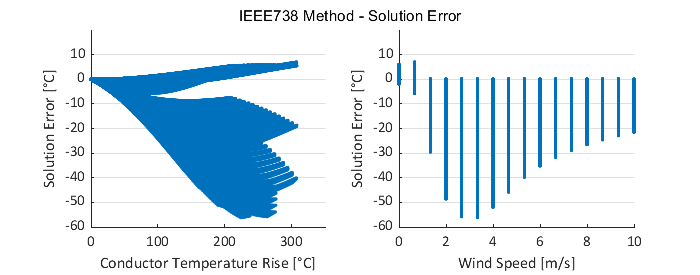 IEEE738 Method - Solution Error
Solution Error [°C]
10
0
-10
-20
-30
-40
-50
-60
0 100 200 300
Conductor Temperature Rise [°C]
Solution Error [°C]
10
0
-10
-20
-30
-40
-50
-60
0 2 4 6 8 10
Wind Speed [m/s]